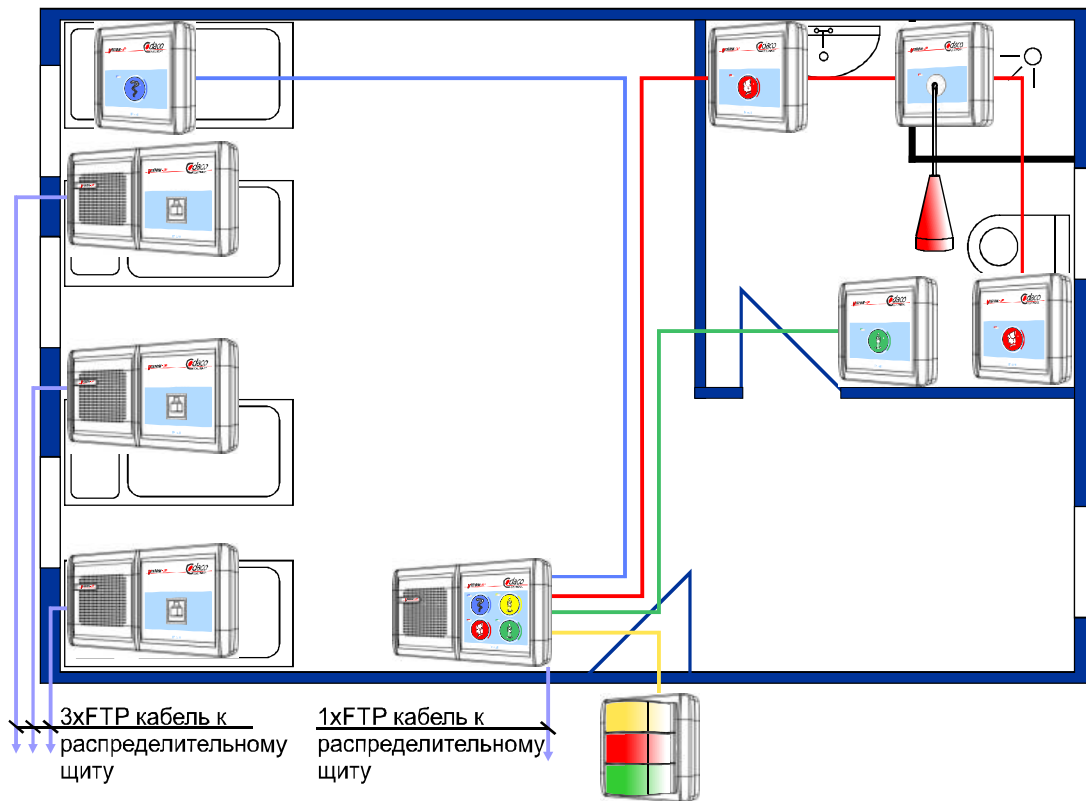 3xFTP кабель к
распределительному
щиту
1xFTP кабель к
распределительному
щиту